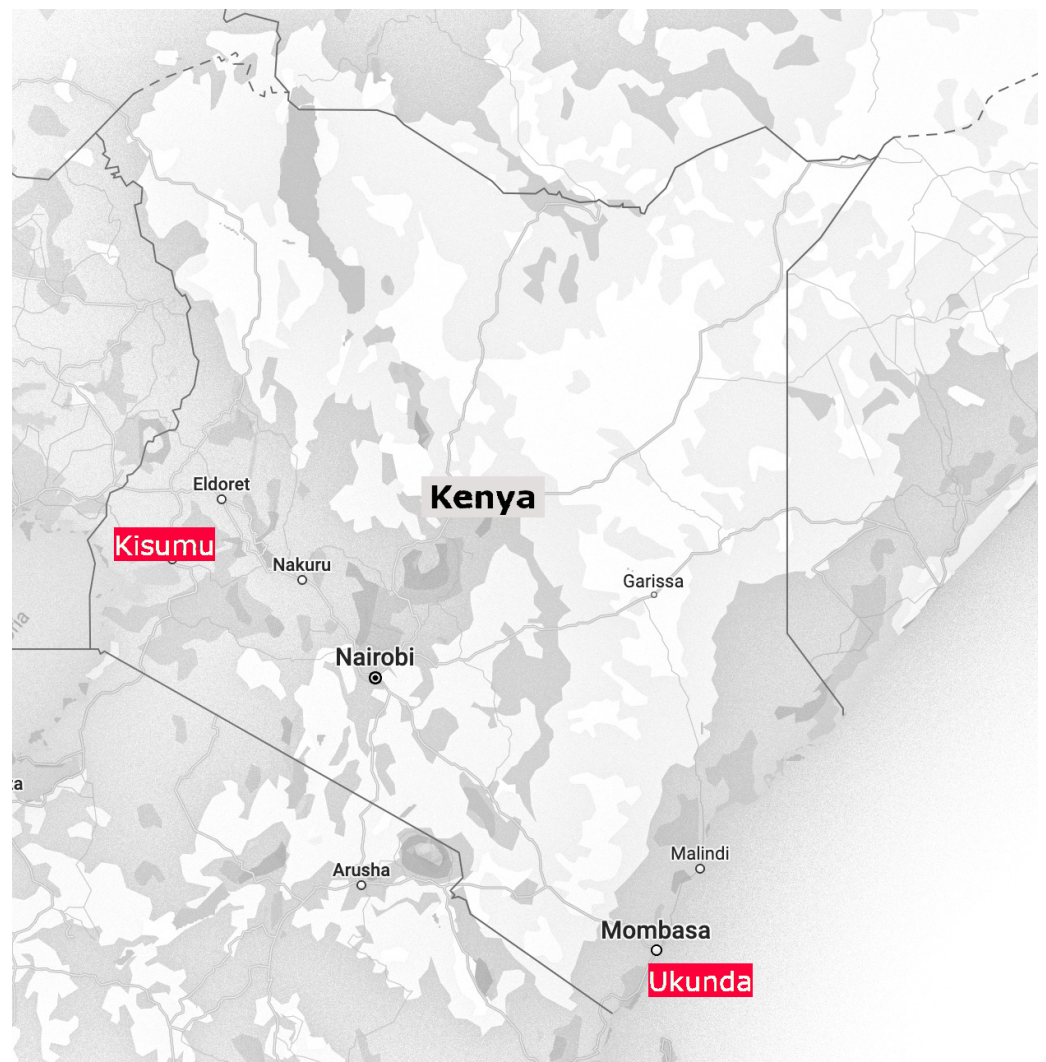 Eldoret
Kenya
Kisumu
Nakuru
Garissa
Nairobi
Malindi
Arusha
Mombasa
Ukunda